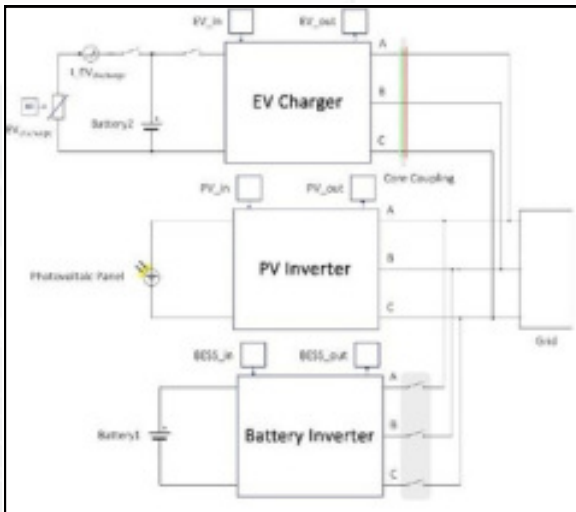 EV_in
EV_out
A
EV Charger
B
Battery2
C
Core Coupling
PV_in
PV_out
A
Photovoltaic Panel
PV Inverter
B
C
Grid
BESS_in
BESS_out
A
Battery1
Battery Inverter
B
C